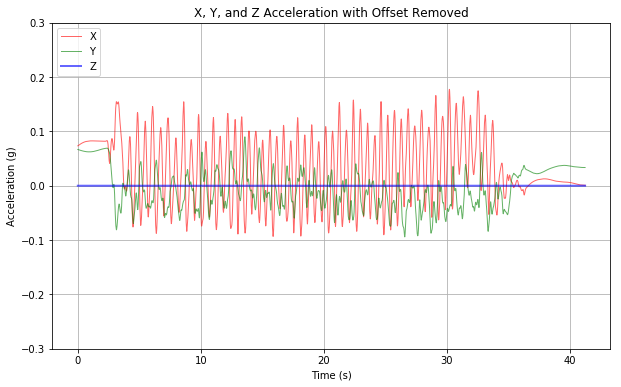 X, Y, and Z Acceleration with Offset Removed
X
Y
Z
0.3
0.2
0.1
0.0
−0.1
−0.2
−0.3
Acceleration (g)
0 10 20 30 40
Time (s)